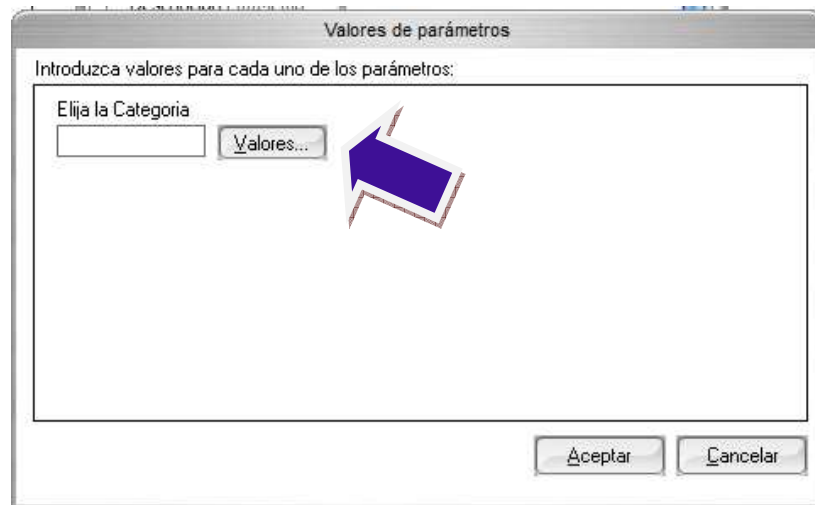 Valores de parámetros
Introduzca valores para cada uno de los parámetros:
Elija la Categoria
Valores...
Aceptar Cancelar